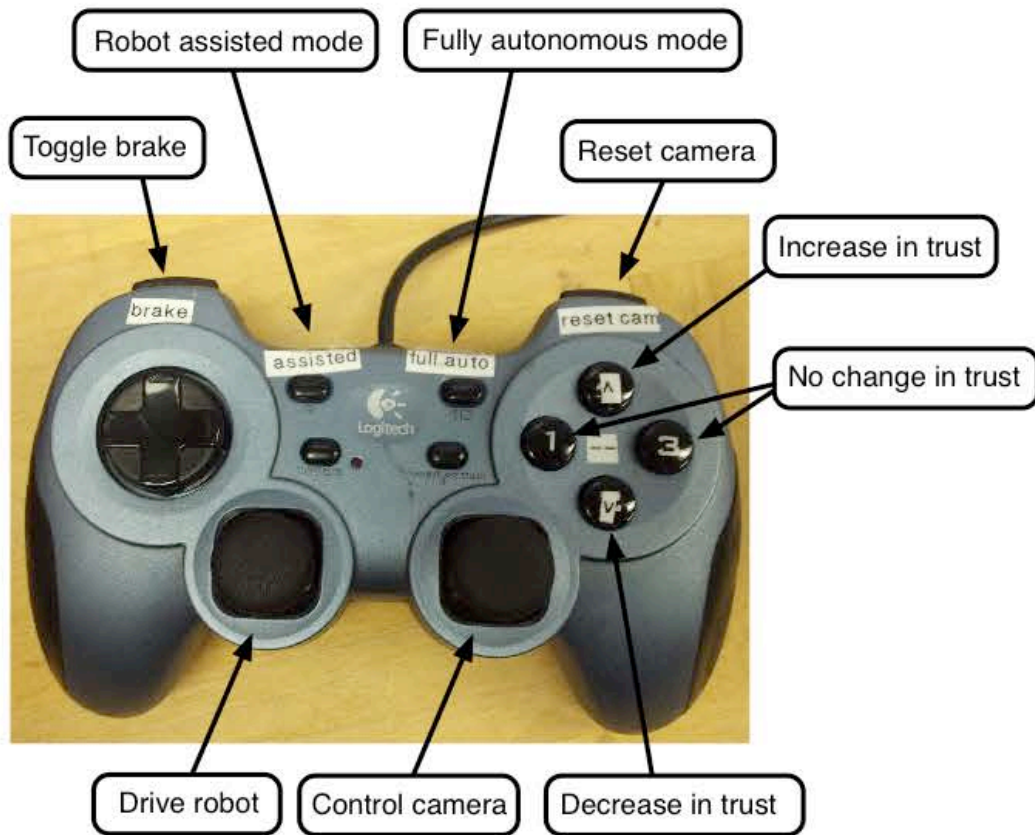 Robot assisted mode
Fully autonomous mode
Toggle brake
Reset camera
Increase in trust
brake
reset cam
assisted
full auto
No change in trust
^
Logitech
1
--
3
v
Drive robot
Control camera
Decrease in trust